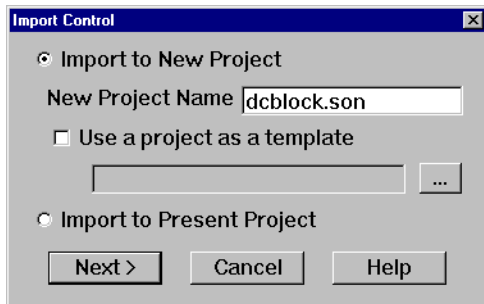 Import Control
Import to New Project
New Project Name dcblock.son
Use a project as a template
...
Import to Present Project
Next > Cancel Help